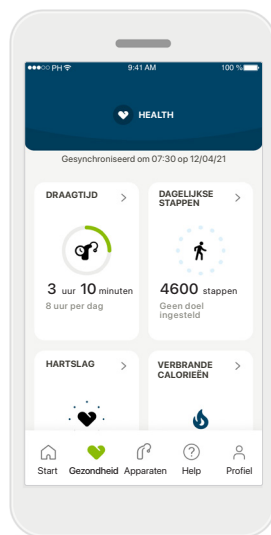 ●●●○○ PH 9:41 AM 100 %
HEALTH
Gesynchroniseerd om 07:30 op 12/04/21
DRAAGTIJD
3 uur 10 minuten
8 uur per dag
DAGELIJKSE
STAPPEN
4600 stappen
Geen doel
ingesteld
HARTSLAG
VERBRANDE
CALORIEËN
Start Gezondheid Apparaten Help Profiel